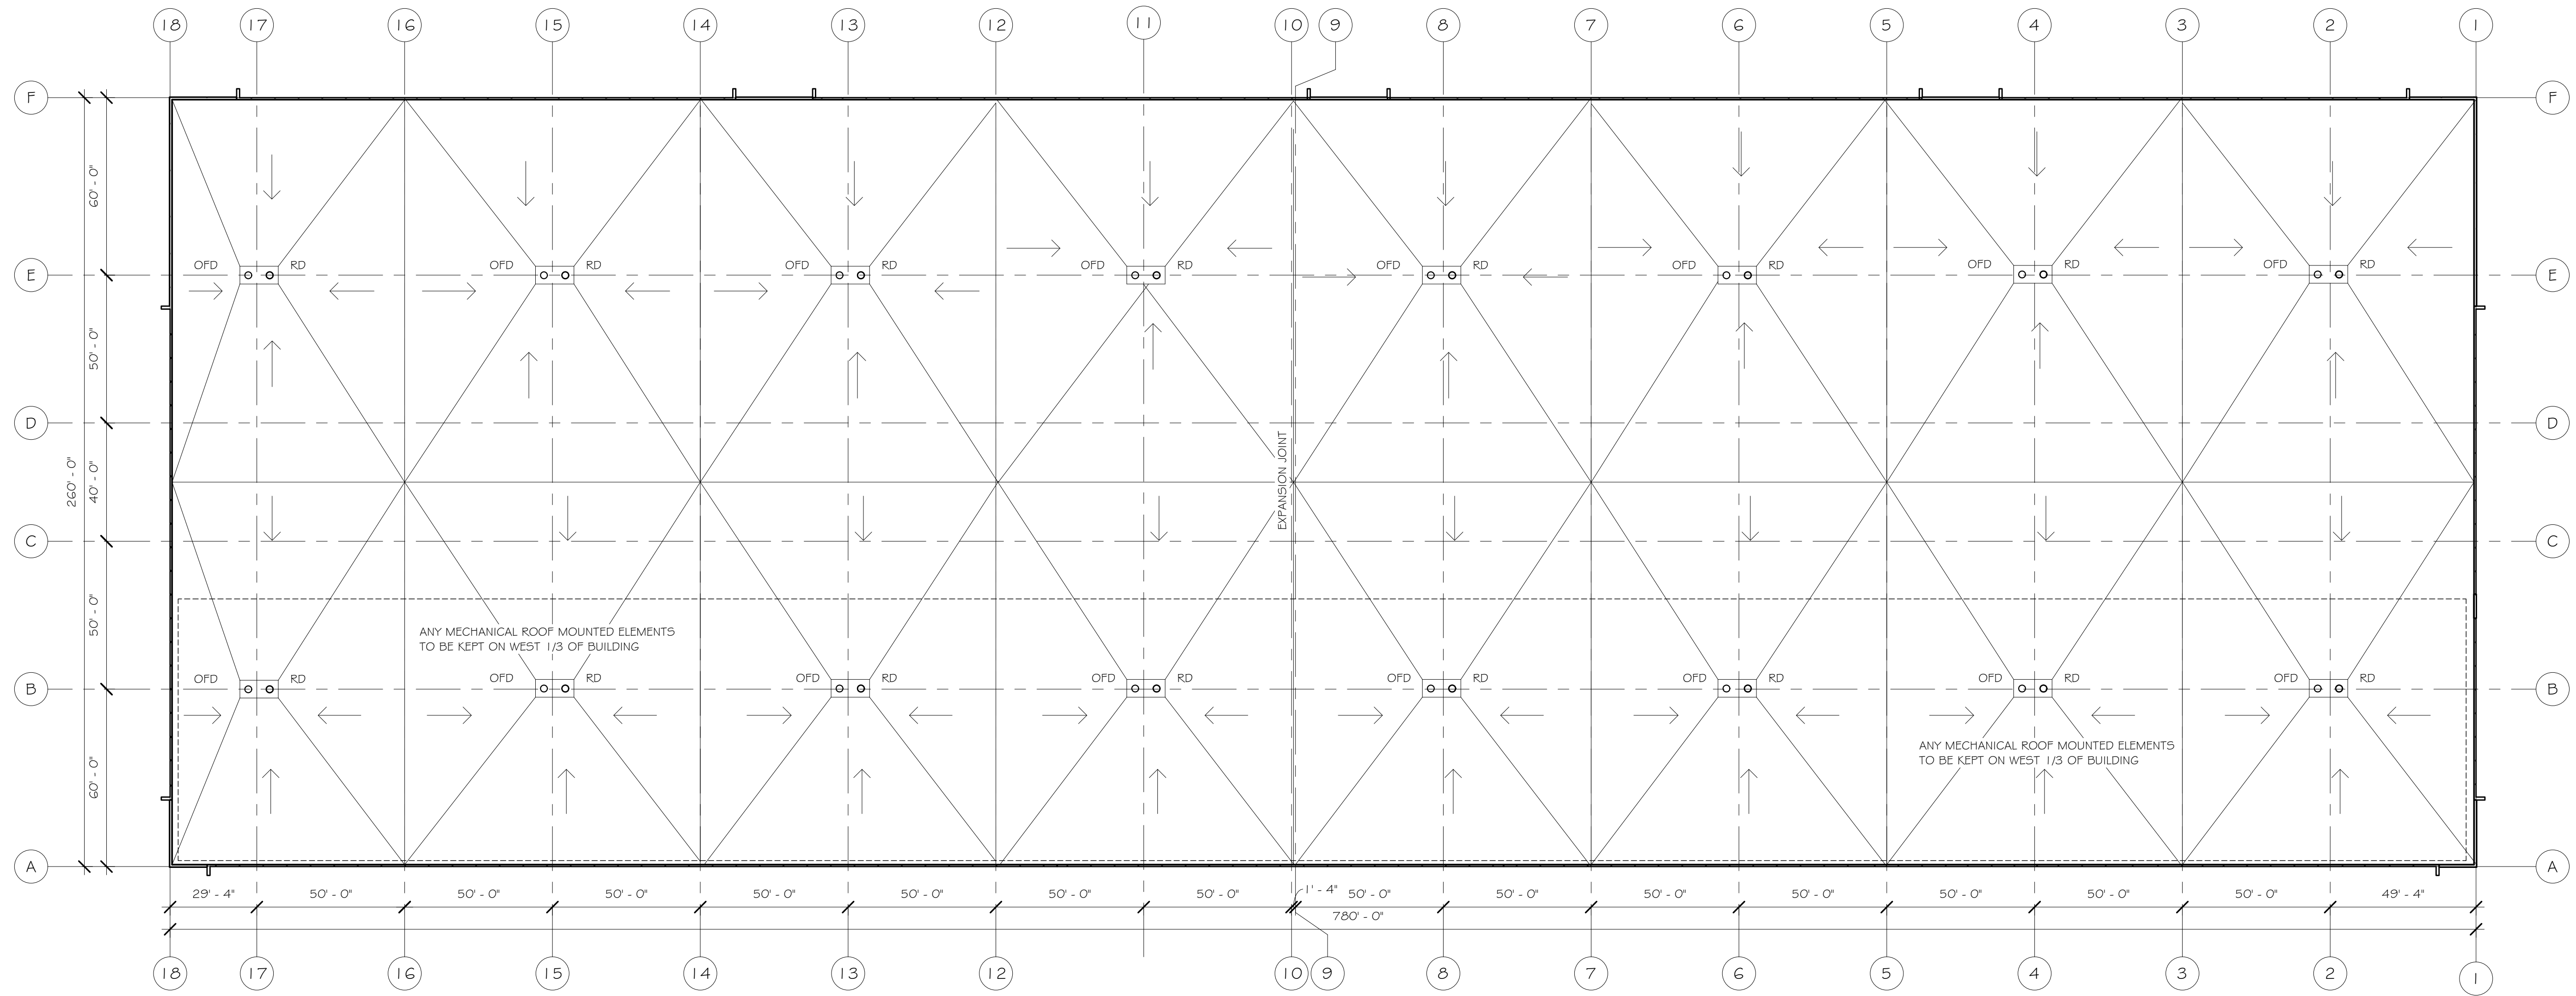 18 17 16 15 14 13 12 11 10 9 8 7 6 5 4 3 2 1
F F
60' - 0"
OFD RD OFD RD OFD RD OFD RD OFD RD OFD RD OFD RD OFD RD
E E
50' - 0"
D D
260' - 0"
40' - 0"
EXPANSION JOINT
C C
50' - 0"
ANY MECHANICAL ROOF MOUNTED ELEMENTS
TO BE KEPT ON WEST 1/3 OF BUILDING
OFD RD OFD RD OFD RD OFD RD OFD RD OFD RD OFD RD OFD RD
B B
ANY MECHANICAL ROOF MOUNTED ELEMENTS
TO BE KEPT ON WEST 1/3 OF BUILDING
60' - 0"
A A
29' - 4" 50' - 0" 50' - 0" 50' - 0" 50' - 0" 50' - 0" 50' - 0" 50' - 0" 1' - 4" 50' - 0" 50' - 0" 50' - 0" 50' - 0" 50' - 0" 50' - 0" 50' - 0" 49' - 4"
780' - 0"
18 17 16 15 14 13 12 10 9 8 7 6 5 4 3 2 1